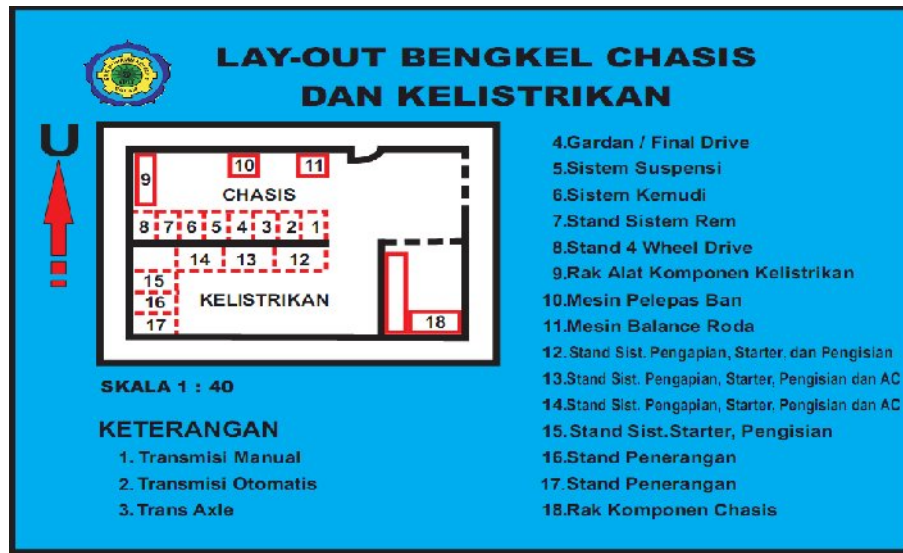 LAY-OUT BENGKEL CHASIS
DAN KELISTRIKAN
U
10
11
9
CHASIS
8 7 6 5 4 3 2 1
14 13 12
15
16
17
KELISTRIKAN
18
SKALA 1 : 40
KETERANGAN
1. Transmisi Manual
2. Transmisi Otomatis
3. Trans Axle
4.Gardan / Final Drive
5.Sistem Suspensi
6.Sistem Kemudi
7.Stand Sistem Rem
8.Stand 4 Wheel Drive
9.Rak Alat Komponen Kelistrikan
10.Mesin Pelepas Ban
11.Mesin Balance Roda
12.Stand Sist. Pengapian, Starter, dan Pengisian
13.Stand Sist. Pengapian, Starter, Pengisian dan AC
14.Stand Sist. Pengapian, Starter, Pengisian dan AC
15.Stand Sist.Starter, Pengisian
16.Stand Penerangan
17.Stand Penerangan
18.Rak Komponen Chasis